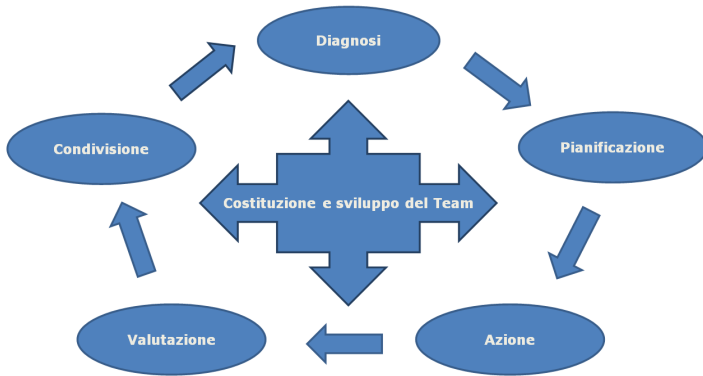 Diagnosi
Condivisione
Pianificazione
Costituzione e sviluppo del Team
Valutazione
Azione